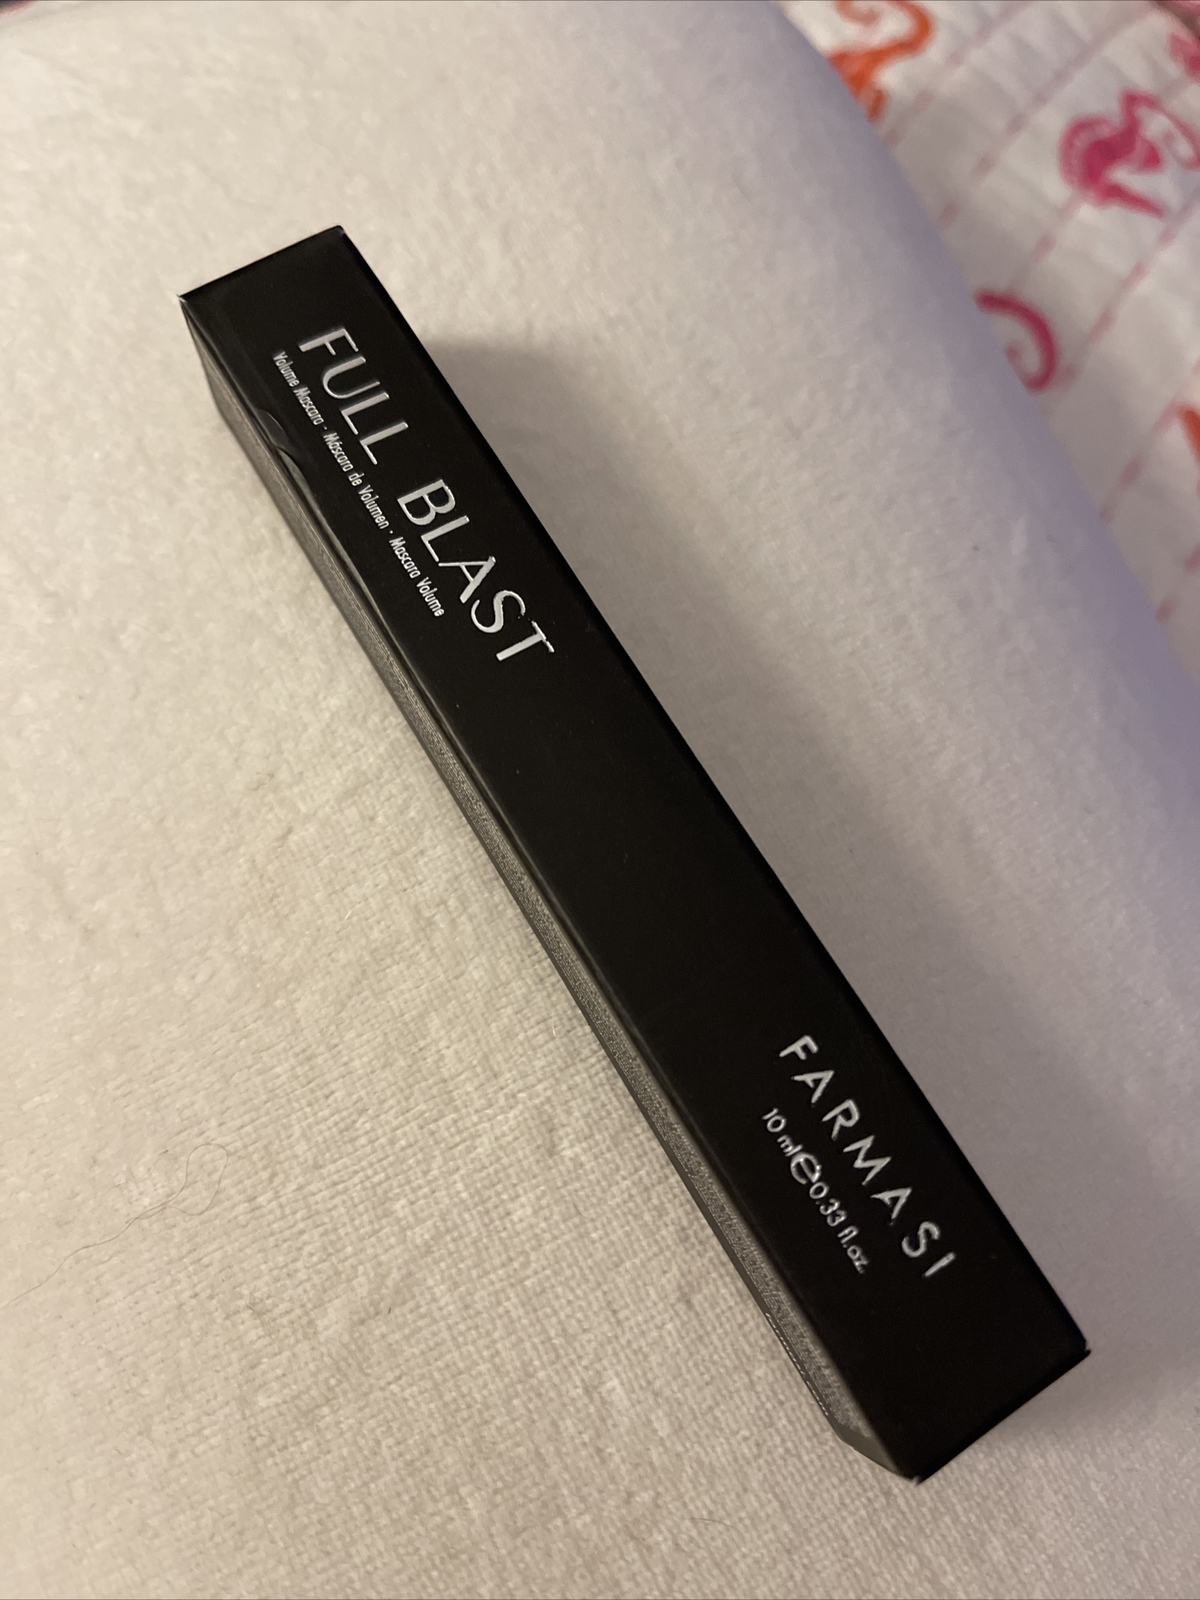 FULL BLAST
Volume Mascara · Máscara de Volumen · Mascara Volume
FARMASI
10 ml ℮ 0.33 fl.oz.